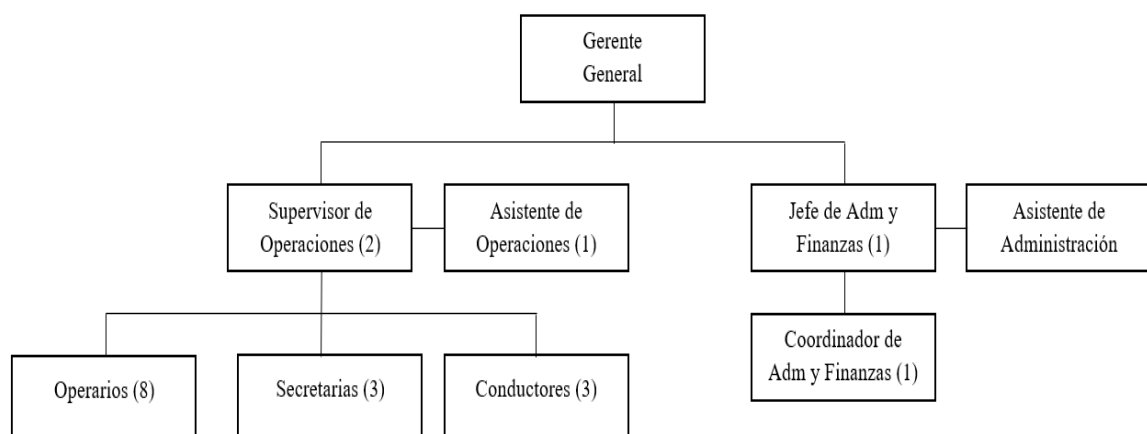 Gerente
General
Supervisor de
Operaciones (2)
Asistente de
Operaciones (1)
Jefe de Adm y
Finanzas (1)
Asistente de
Administración
Coordinador de
Adm y Finanzas (1)
Operarios (8)
Secretarias (3)
Conductores (3)